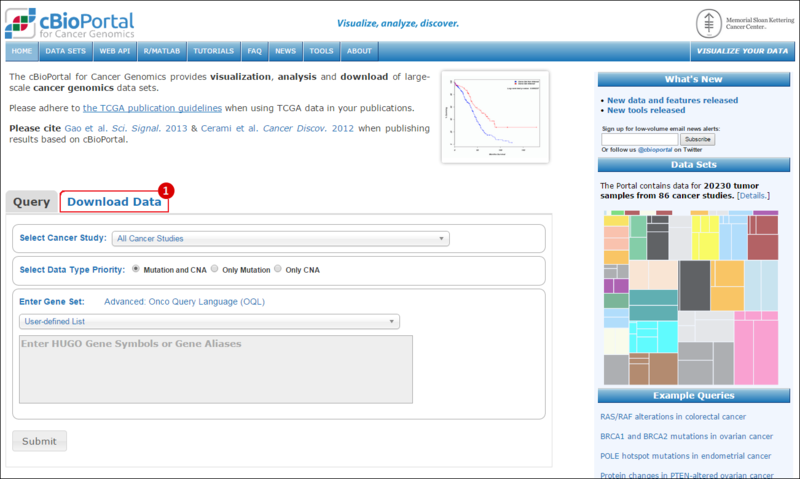 cBioPortal
for Cancer Genomics
Visualize, analyze, discover.
Memorial Sloan Kettering
Cancer Center
HOME DATA SETS WEB API R/MATLAB TUTORIALS FAQ NEWS TOOLS ABOUT VISUALIZE YOUR DATA
The cBioPortal for Cancer Genomics provides visualization, analysis and download of large-
scale cancer genomics data sets.
Please adhere to the TCGA publication guidelines when using TCGA data in your publications.
Please cite Gao et al. Sci. Signal. 2013 & Cerami et al. Cancer Discov. 2012 when publishing
results based on cBioPortal.
What's New
• New data and features released
• New tools released
Sign up for low-volume email news alerts:
Subscribe
Or follow us @cbioportal on Twitter
Data Sets
The Portal contains data for 20230 tumor
samples from 86 cancer studies. [Details.]
1
Query Download Data
Select Cancer Study: All Cancer Studies
Select Data Type Priority: Mutation and CNA Only Mutation Only CNA
Enter Gene Set: Advanced: Onco Query Language (OQL)
User-defined List
Enter HUGO Gene Symbols or Gene Aliases
Submit
Example Queries
RAS/RAF alterations in colorectal cancer
BRCA1 and BRCA2 mutations in ovarian cancer
POLE hotspot mutations in endometrial cancer
Protein changes in PTEN-altered ovarian cancer